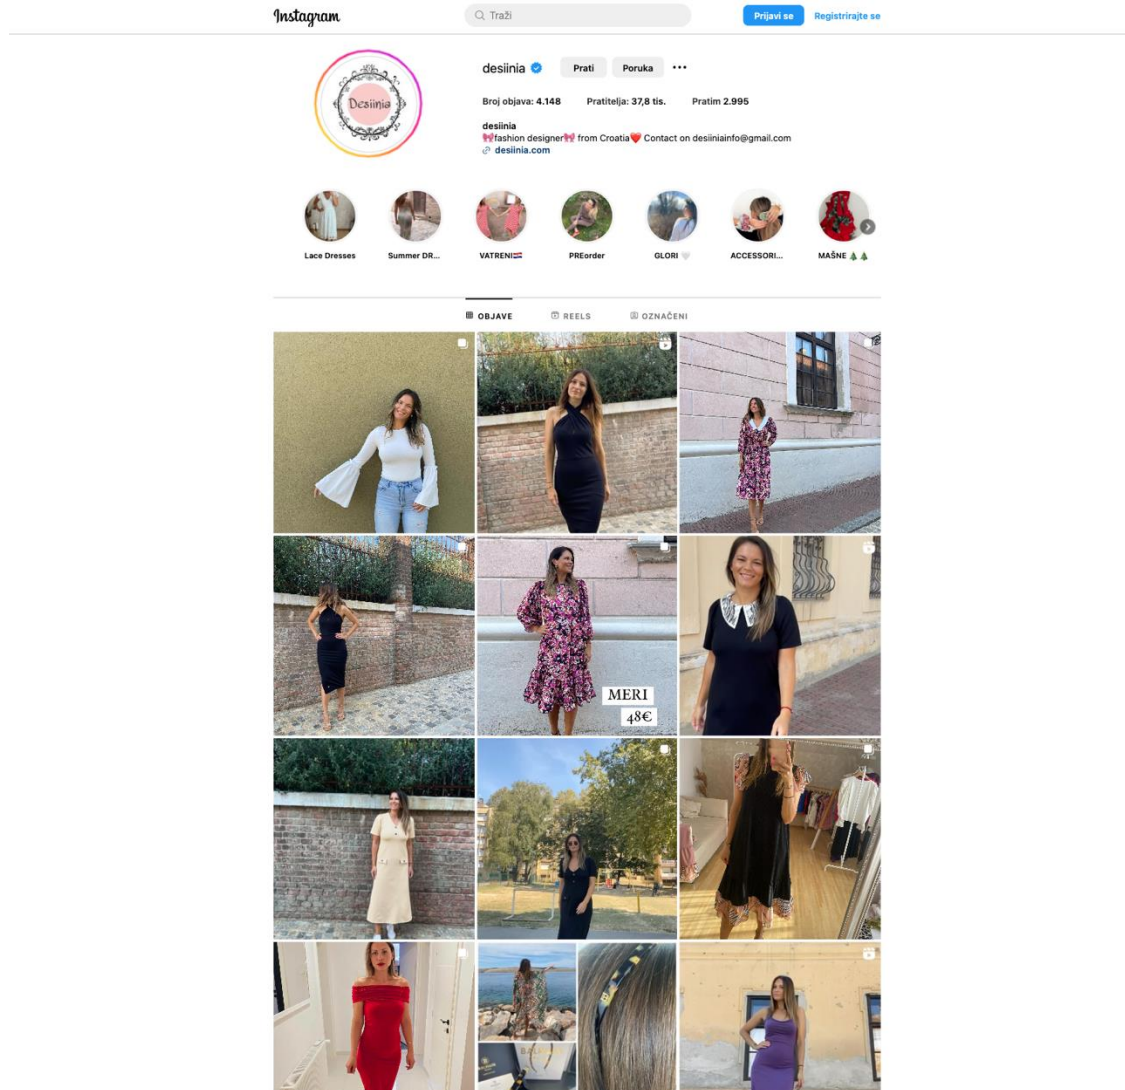 Instagram
Traži
Prijavi se
Registrirajte se
Desiinia
desiinia
Prati
Poruka
Broj objava: 4.148 Pratitelja: 37,8 tis. Pratim 2.995
desiinia
🎀fashion designer🎀 from Croatia❤️ Contact on desiiniainfo@gmail.com
desiinia.com
Lace Dresses
Summer DR...
VATRENI🇭🇷
PREorder
GLORI 🤍
ACCESSORI...
MAŠNE 🎄🎄
OBJAVE
REELS
OZNAČENI
MERI
48€